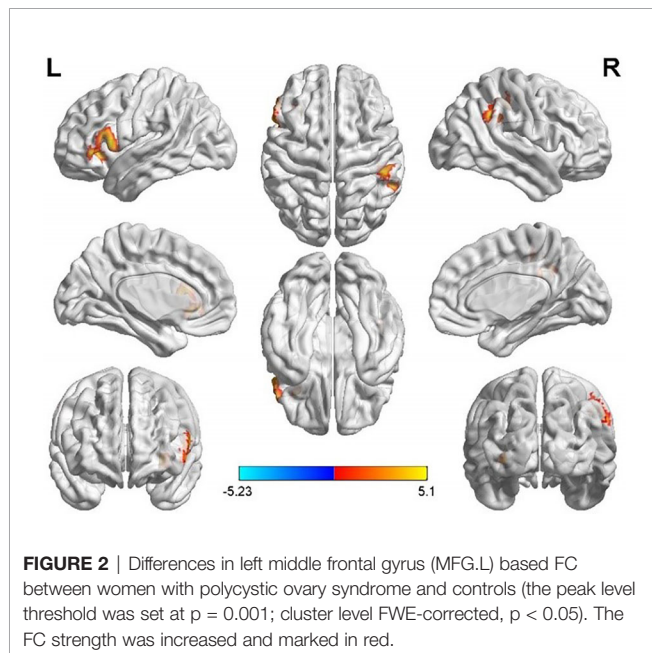 L
R
-5.23
5.1
FIGURE 2 | Differences in left middle frontal gyrus (MFG.L) based FC
between women with polycystic ovary syndrome and controls (the peak level
threshold was set at p = 0.001; cluster level FWE-corrected, p < 0.05). The
FC strength was increased and marked in red.